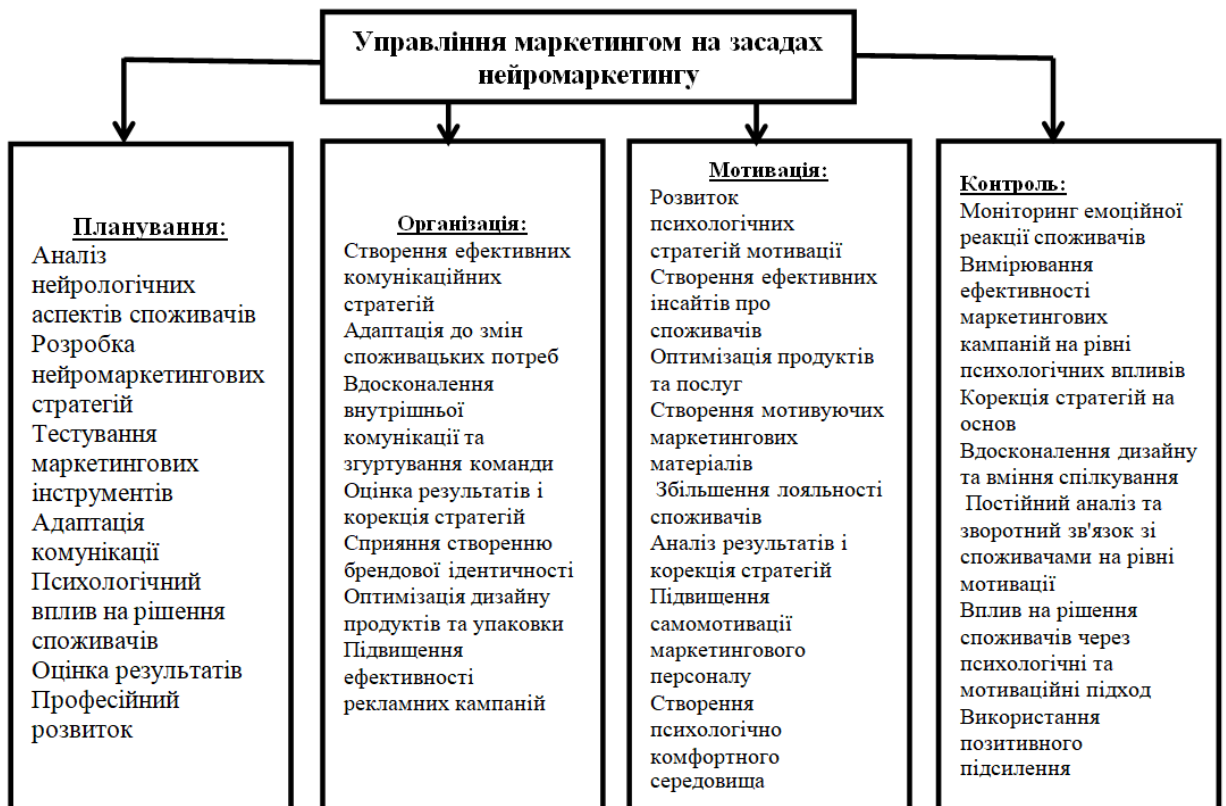 Управління маркетингом на засадах
нейромаркетингу
Планування:
Аналіз
нейрологічних
аспектів споживачів
Розробка
нейромаркетингових
стратегій
Тестування
маркетингових
інструментів
Адаптація
комунікації
Психологічний
вплив на рішення
споживачів
Оцінка результатів
Професійний
розвиток
Організація:
Створення ефективних
комунікаційних
стратегій
Адаптація до змін
споживацьких потреб
Вдосконалення
внутрішньої
комунікації та
згуртування команди
Оцінка результатів і
корекція стратегій
Сприяння створенню
брендової ідентичності
Оптимізація дизайну
продуктів та упаковки
Підвищення
ефективності
рекламних кампаній
Мотивація:
Розвиток
психологічних
стратегій мотивації
Створення ефективних
інсайтів про
споживачів
Оптимізація продуктів
та послуг
Створення мотивуючих
маркетингових
матеріалів
Збільшення лояльності
споживачів
Аналіз результатів і
корекція стратегій
Підвищення
самомотивації
маркетингового
персоналу
Створення
психологічно
комфортного
середовища
Контроль:
Моніторинг емоційної
реакції споживачів
Вимірювання
ефективності
маркетингових
кампаній на рівні
психологічних впливів
Корекція стратегій на
основ
Вдосконалення дизайну
та вміння спілкування
Постійний аналіз та
зворотний зв'язок зі
споживачами на рівні
мотивації
Вплив на рішення
споживачів через
психологічні та
мотиваційні підход
Використання
позитивного
підсилення